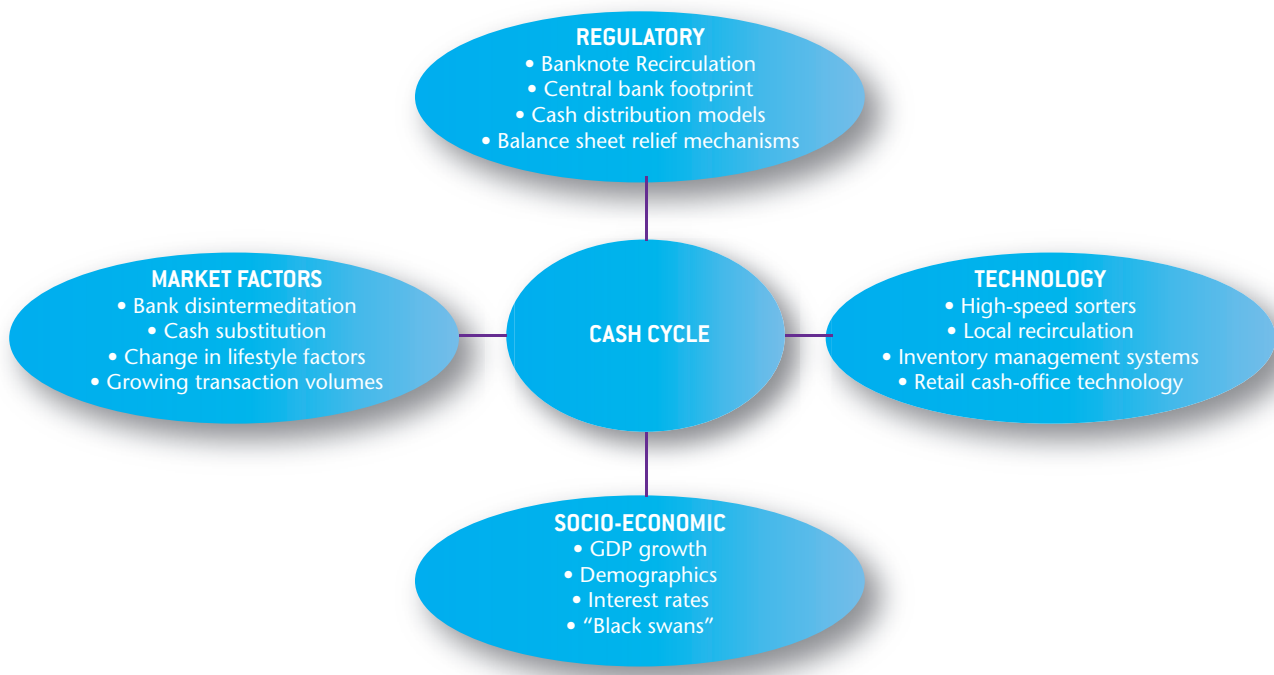 REGULATORY
• Banknote Recirculation
• Central bank footprint
• Cash distribution models
• Balance sheet relief mechanisms
MARKET FACTORS
• Bank disintermeditation
• Cash substitution
• Change in lifestyle factors
• Growing transaction volumes
CASH CYCLE
TECHNOLOGY
• High-speed sorters
• Local recirculation
• Inventory management systems
• Retail cash-office technology
SOCIO-ECONOMIC
• GDP growth
• Demographics
• Interest rates
• “Black swans”